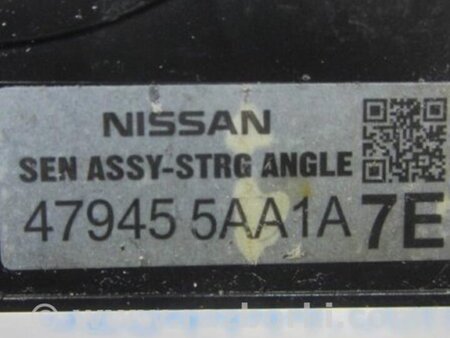 NISSAN
SEN ASSY-STRG ANGLE
47945 5AA1A 7E